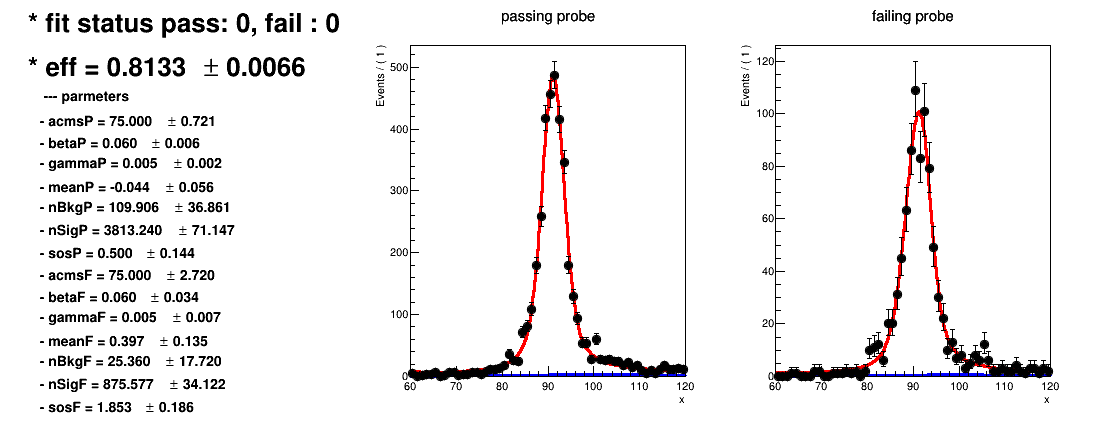 * fit status pass: 0, fail : 0
* eff = 0.8133 ± 0.0066
--- parmeters
- acmsP = 75.000 ± 0.721
- betaP = 0.060 ± 0.006
- gammaP = 0.005 ± 0.002
- meanP = -0.044 ± 0.056
- nBkgP = 109.906 ± 36.861
- nSigP = 3813.240 ± 71.147
- sosP = 0.500 ± 0.144
- acmsF = 75.000 ± 2.720
- betaF = 0.060 ± 0.034
- gammaF = 0.005 ± 0.007
- meanF = 0.397 ± 0.135
- nBkgF = 25.360 ± 17.720
- nSigF = 875.577 ± 34.122
- sosF = 1.853 ± 0.186
passing probe
Events / ( 1 )
500
400
300
200
100
0
60 70 80 90 100 110 120
x
failing probe
Events / ( 1 )
120
100
80
60
40
20
0
60 70 80 90 100 110 120
x